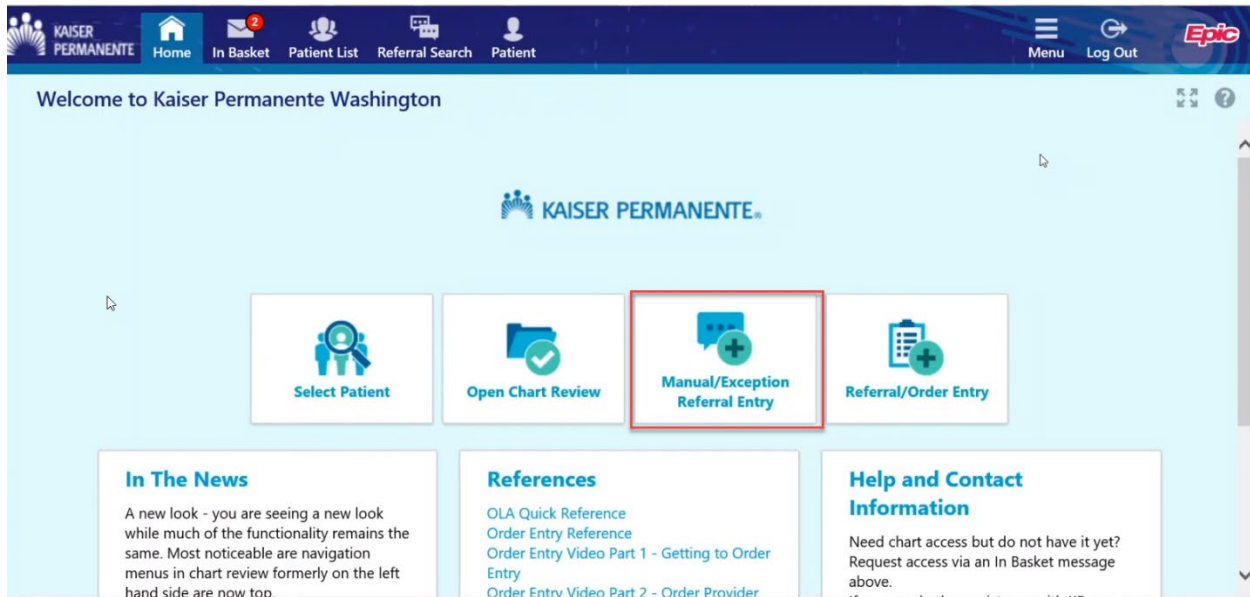 KAISER
PERMANENTE
Home
In Basket
2
Patient List
Referral Search
Patient
Menu
Log Out
Epic
Welcome to Kaiser Permanente Washington
?
KAISER PERMANENTE®
Select Patient
Open Chart Review
Manual/Exception
Referral Entry
Referral/Order Entry
In The News
A new look - you are seeing a new look
while much of the functionality remains the
same. Most noticeable are navigation
menus in chart review formerly on the left
hand side are now top.
References
OLA Quick Reference
Order Entry Reference
Order Entry Video Part 1 - Getting to Order
Entry
Order Entry Video Part 2 - Order Provider
Help and Contact
Information
Need chart access but do not have it yet?
Request access via an In Basket message
above.